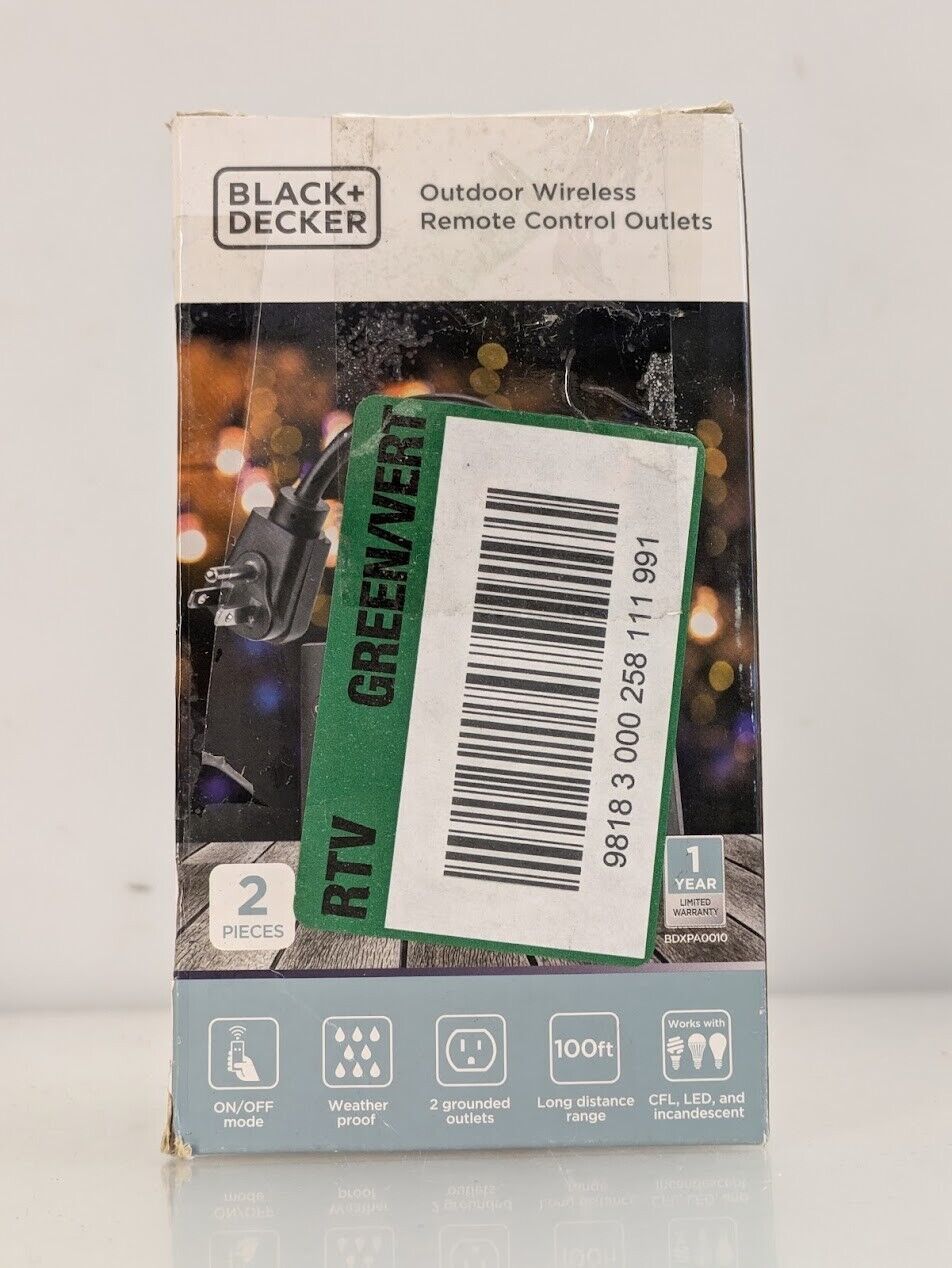 BLACK+
DECKER
Outdoor Wireless
Remote Control Outlets
RTV GREEN/VERT
9818 3 000 258 111 991
2
PIECES
1
YEAR
LIMITED
WARRANTY
BDXPA0010
ON/OFF
mode
Weather
proof
2 grounded
outlets
100ft
Long distance
range
Works with
CFL, LED, and
incandescent